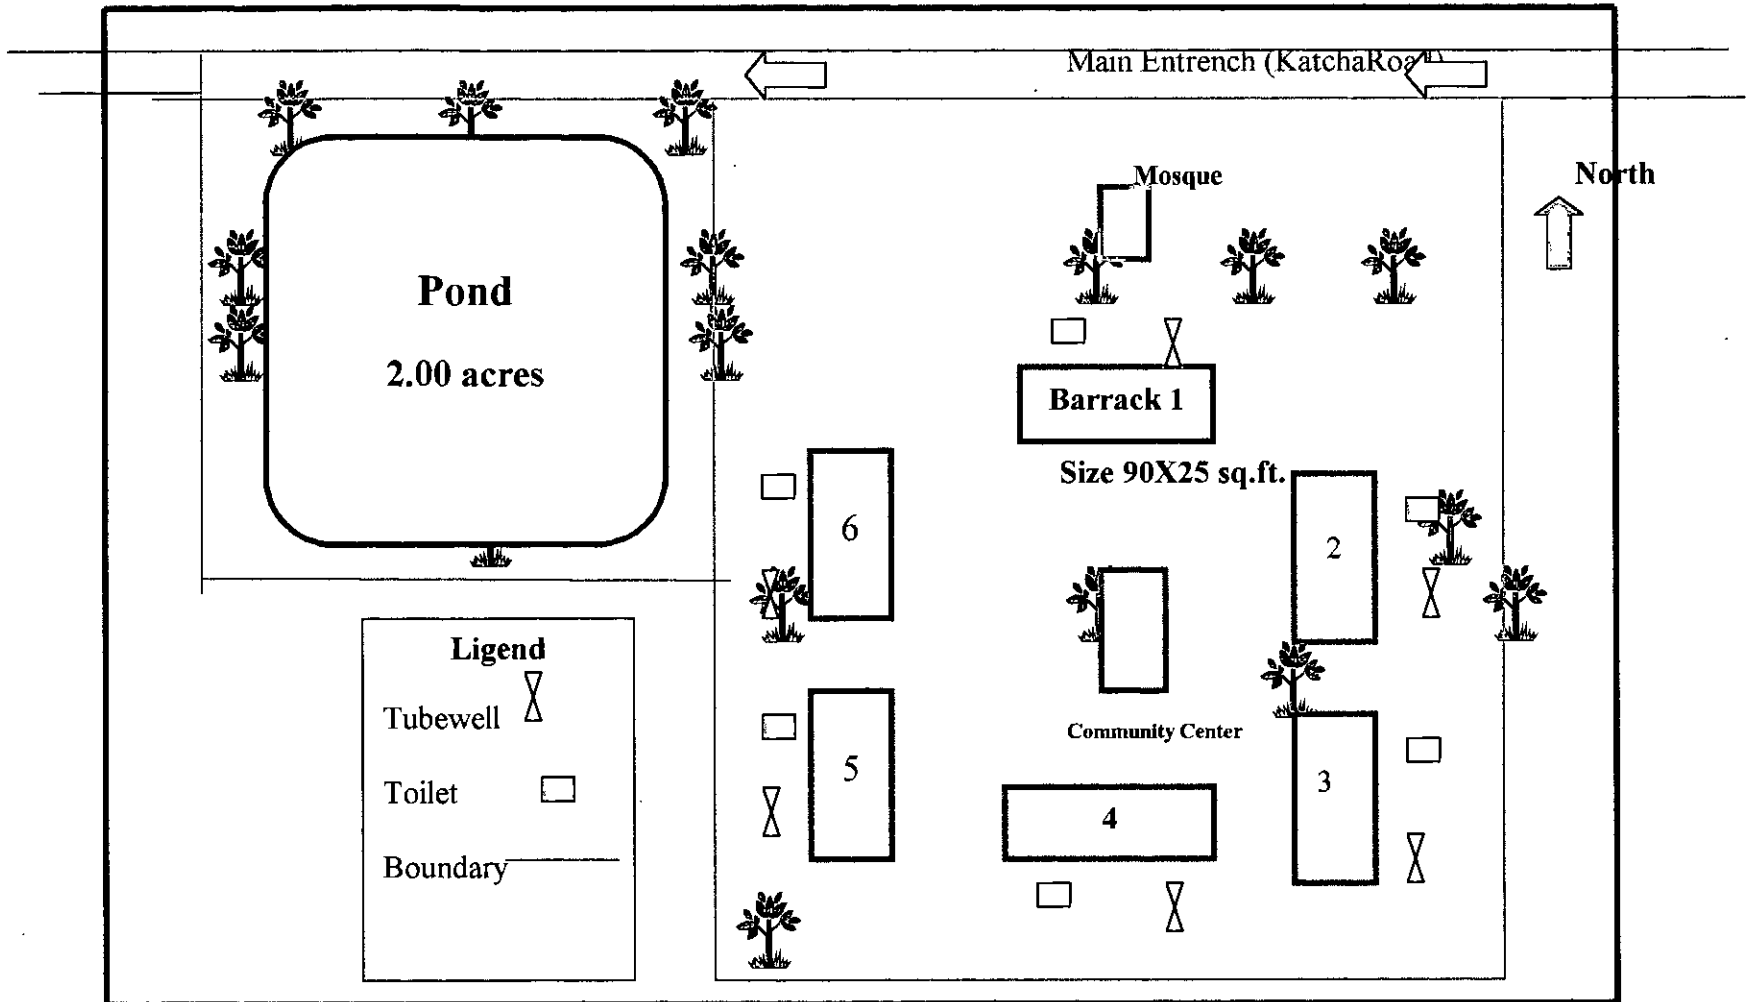 Main Entrench (KatchaRoad)
Mosque
North
Pond
2.00 acres
Barrack 1
Size 90X25 sq.ft.
6
2
Ligend
Tubewell
Community Center
5
3
Toilet
4
Boundary